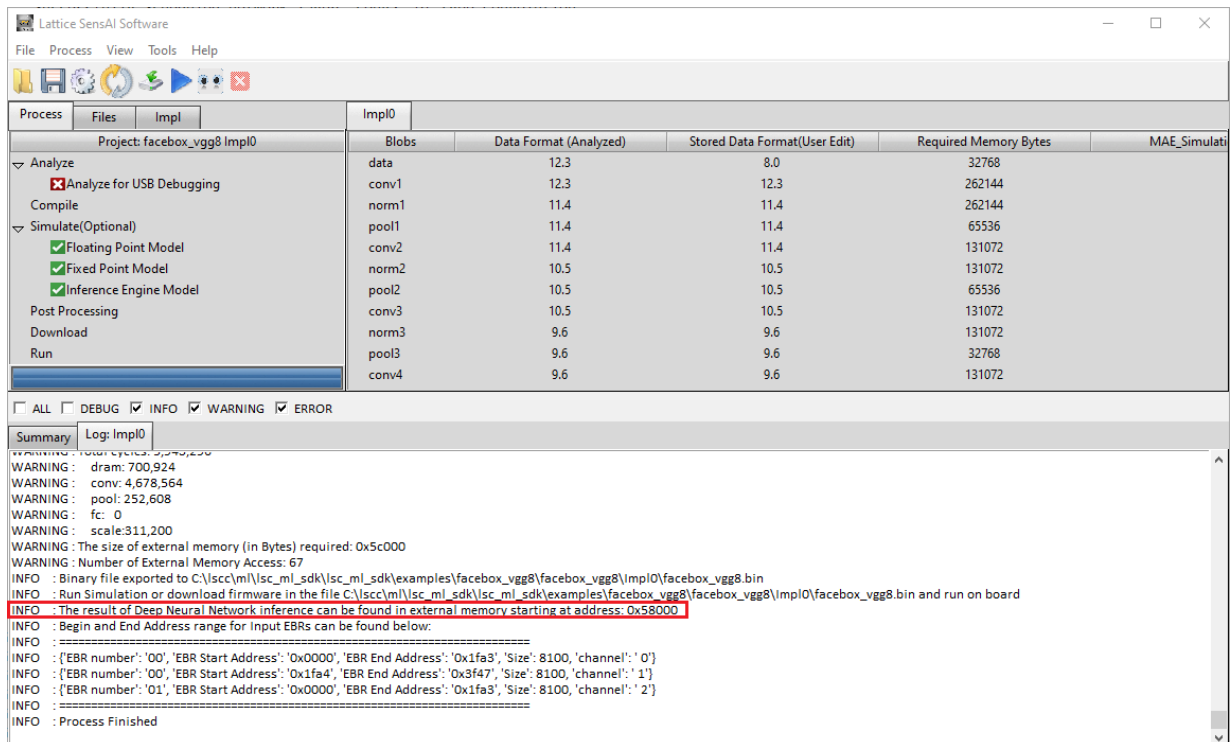 Lattice SensAI Software
File Process View Tools Help
Process Files Impl
Impl0
Project: facebox_vgg8 Impl0
Blobs Data Format (Analyzed) Stored Data Format(User Edit) Required Memory Bytes MAE_Simulati
Analyze
data 12.3 8.0 32768
Analyze for USB Debugging
conv1 12.3 12.3 262144
Compile
norm1 11.4 11.4 262144
Simulate(Optional)
pool1 11.4 11.4 65536
Floating Point Model
conv2 11.4 11.4 131072
Fixed Point Model
norm2 10.5 10.5 131072
Inference Engine Model
pool2 10.5 10.5 65536
Post Processing
conv3 10.5 10.5 131072
Download
norm3 9.6 9.6 131072
Run
pool3 9.6 9.6 32768
conv4 9.6 9.6 131072
ALL DEBUG INFO WARNING ERROR
Summary Log: Impl0
WARNING : dram: 700,924
WARNING : conv: 4,678,564
WARNING : pool: 252,608
WARNING : fc: 0
WARNING : scale:311,200
WARNING : The size of external memory (in Bytes) required: 0x5c000
WARNING : Number of External Memory Access: 67
INFO : Binary file exported to C:\lscc\ml\lsc_ml_sdk\lsc_ml_sdk\examples\facebox_vgg8\facebox_vgg8\Impl0\facebox_vgg8.bin
INFO : Run Simulation or download firmware in the file C:\lscc\ml\lsc_ml_sdk\lsc_ml_sdk\examples\facebox_vgg8\facebox_vgg8\Impl0\facebox_vgg8.bin and run on board
INFO : The result of Deep Neural Network inference can be found in external memory starting at address: 0x58000
INFO : Begin and End Address range for Input EBRs can be found below:
INFO : ==========================================================================
INFO : {'EBR number': '00', 'EBR Start Address': '0x0000', 'EBR End Address': '0x1fa3', 'Size': 8100, 'channel': ' 0'}
INFO : {'EBR number': '00', 'EBR Start Address': '0x1fa4', 'EBR End Address': '0x3f47', 'Size': 8100, 'channel': ' 1'}
INFO : {'EBR number': '01', 'EBR Start Address': '0x0000', 'EBR End Address': '0x1fa3', 'Size': 8100, 'channel': ' 2'}
INFO : ==========================================================================
INFO : Process Finished